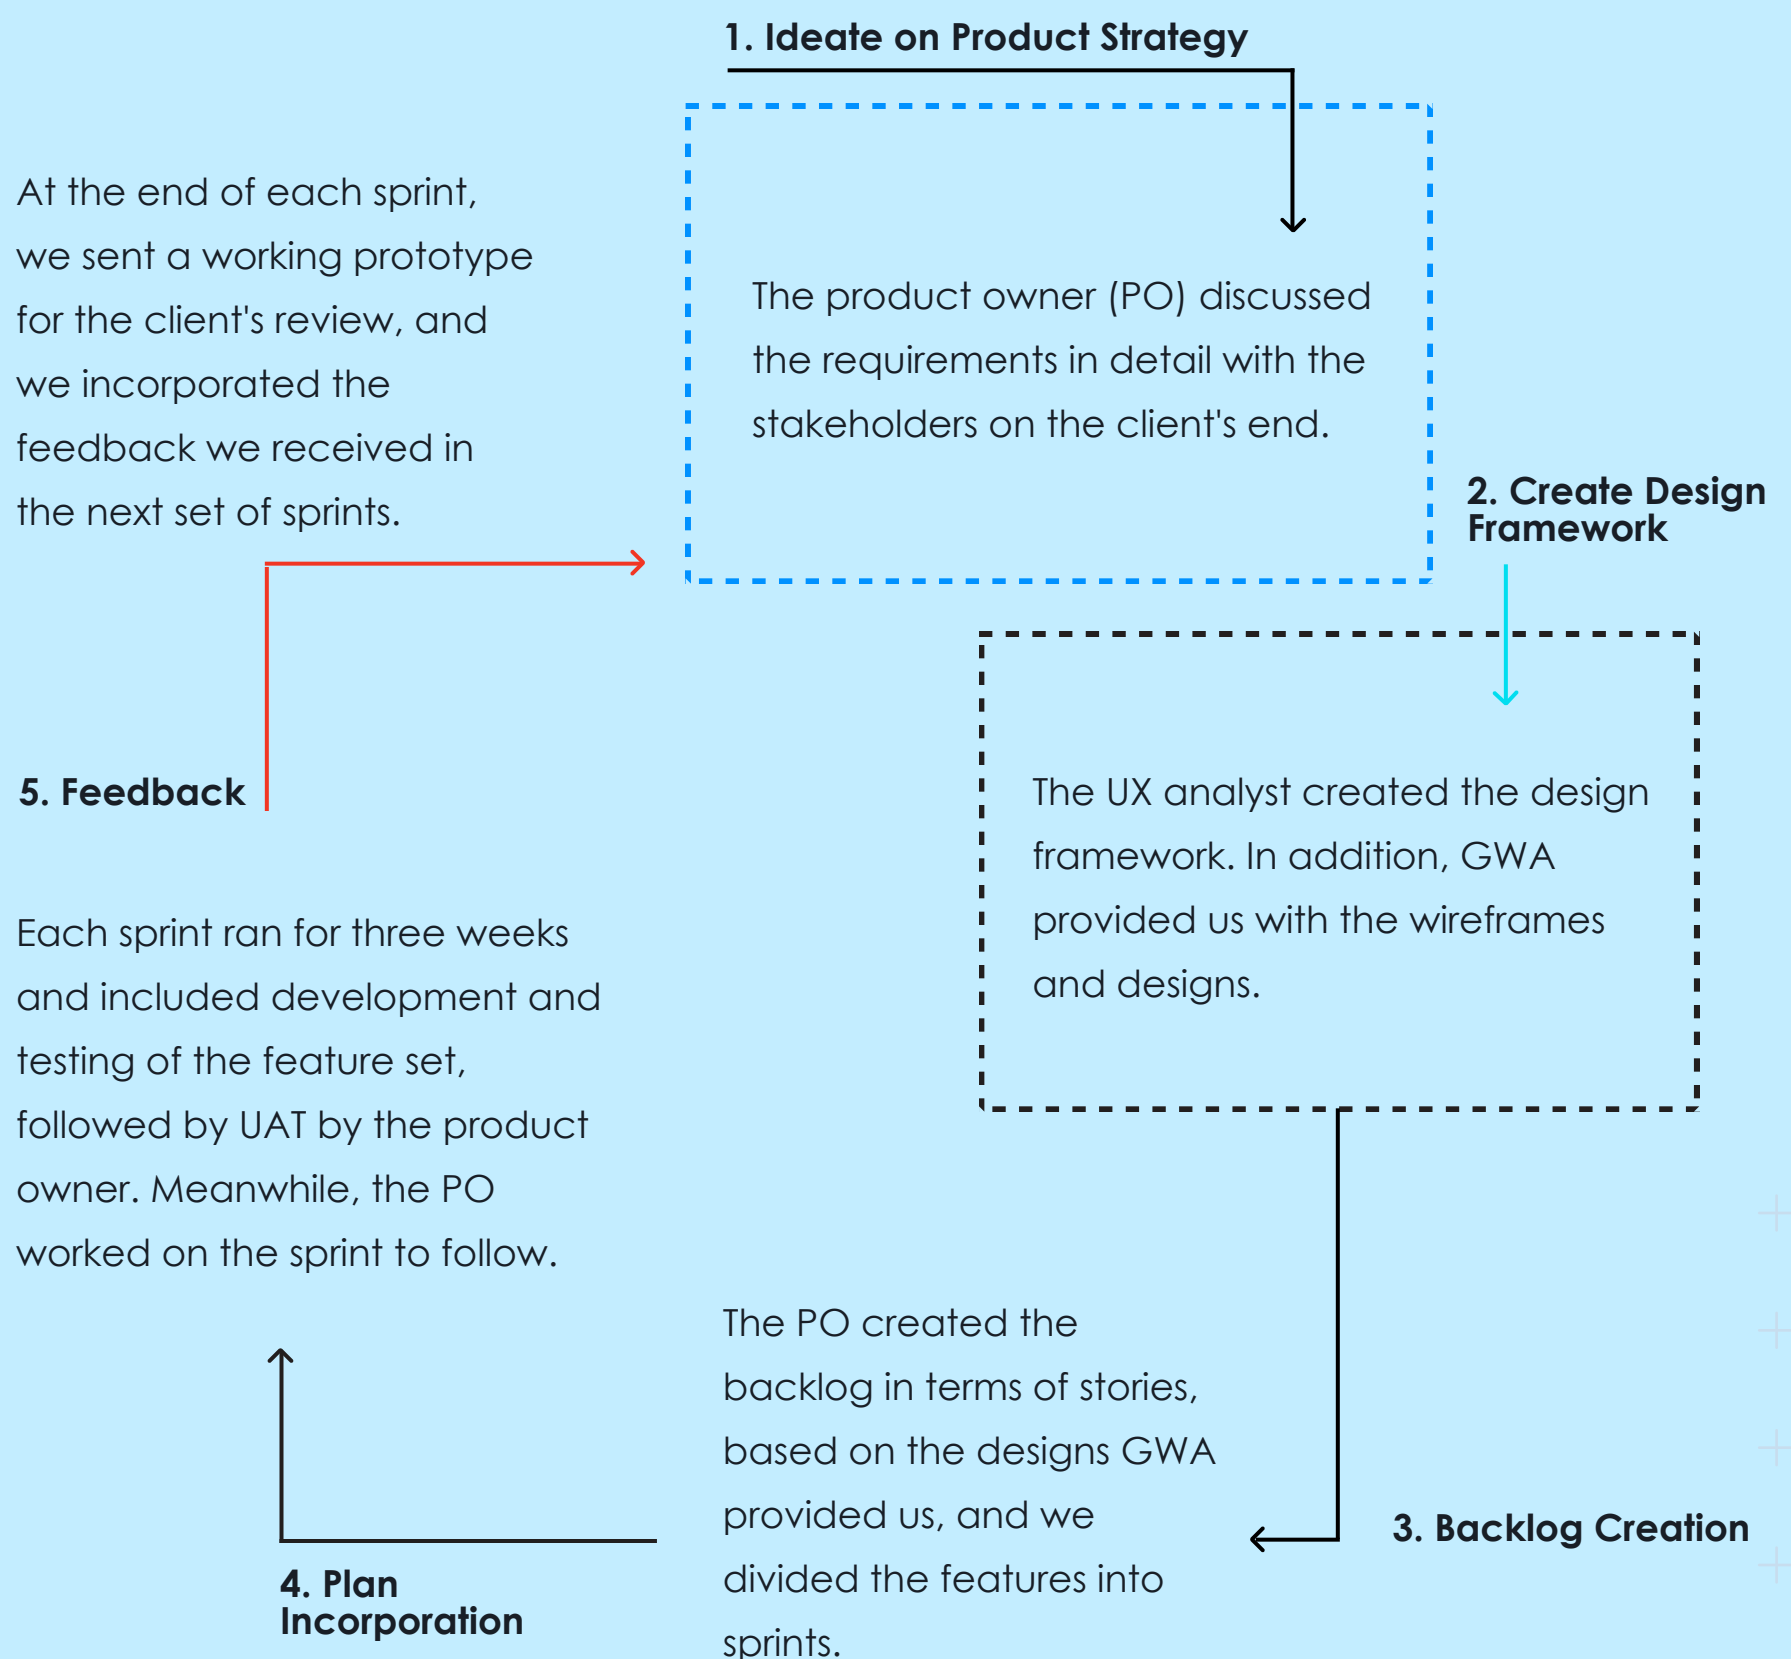 1. Ideate on Product Strategy
The product owner (PO) discussed
the requirements in detail with the
stakeholders on the client's end.
2. Create Design
Framework
The UX analyst created the design
framework. In addition, GWA
provided us with the wireframes
and designs.
3. Backlog Creation
The PO created the
backlog in terms of stories,
based on the designs GWA
provided us, and we
divided the features into
sprints.
4. Plan
Incorporation
Each sprint ran for three weeks
and included development and
testing of the feature set,
followed by UAT by the product
owner. Meanwhile, the PO
worked on the sprint to follow.
5. Feedback
At the end of each sprint,
we sent a working prototype
for the client's review, and
we incorporated the
feedback we received in
the next set of sprints.